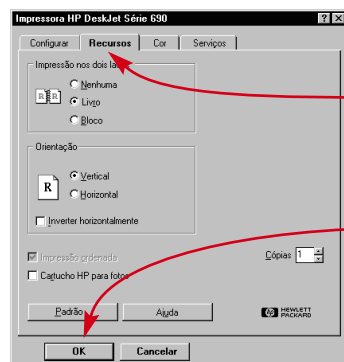 Impressora HP DeskJet Série 690
Configurar Recursos Cor Serviços
Impressão nos dois
Nenhuma
R R Livro
Bloco
Orientação
Vertical
R
Horizontal
Inverter horizontalmente
Impressão ordenada
Cópias 1
Cartucho HP para fotos
Padrão Ajuda
hp HEWLETT PACKARD
OK Cancelar